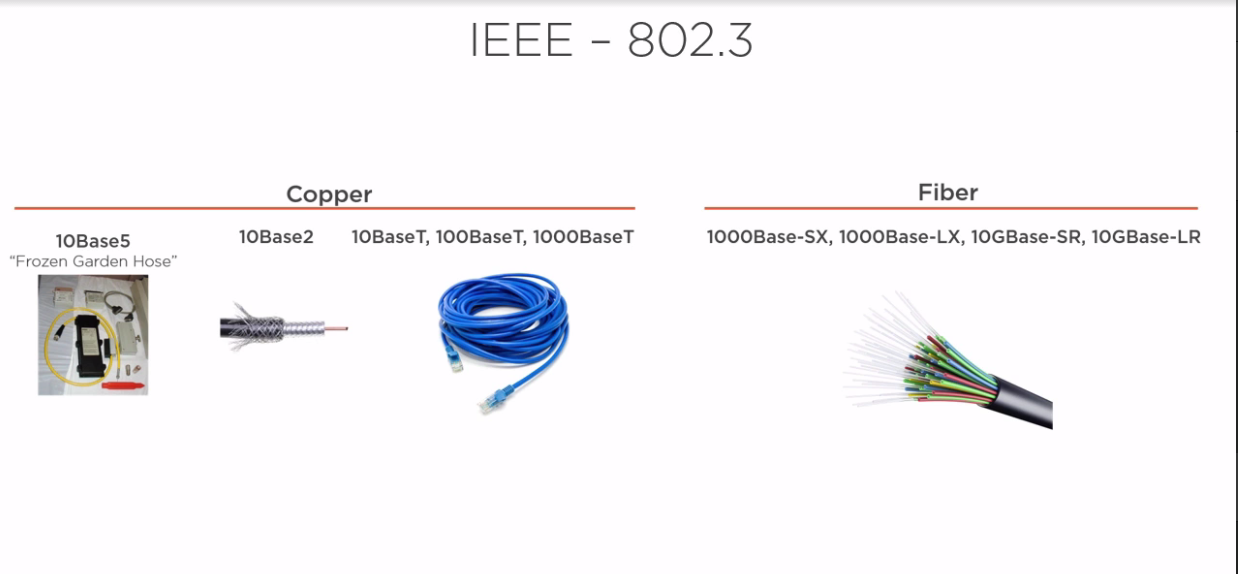 IEEE – 802.3
Copper
10Base5
“Frozen Garden Hose”
10Base2
10BaseT, 100BaseT, 1000BaseT
Fiber
1000Base-SX, 1000Base-LX, 10GBase-SR, 10GBase-LR